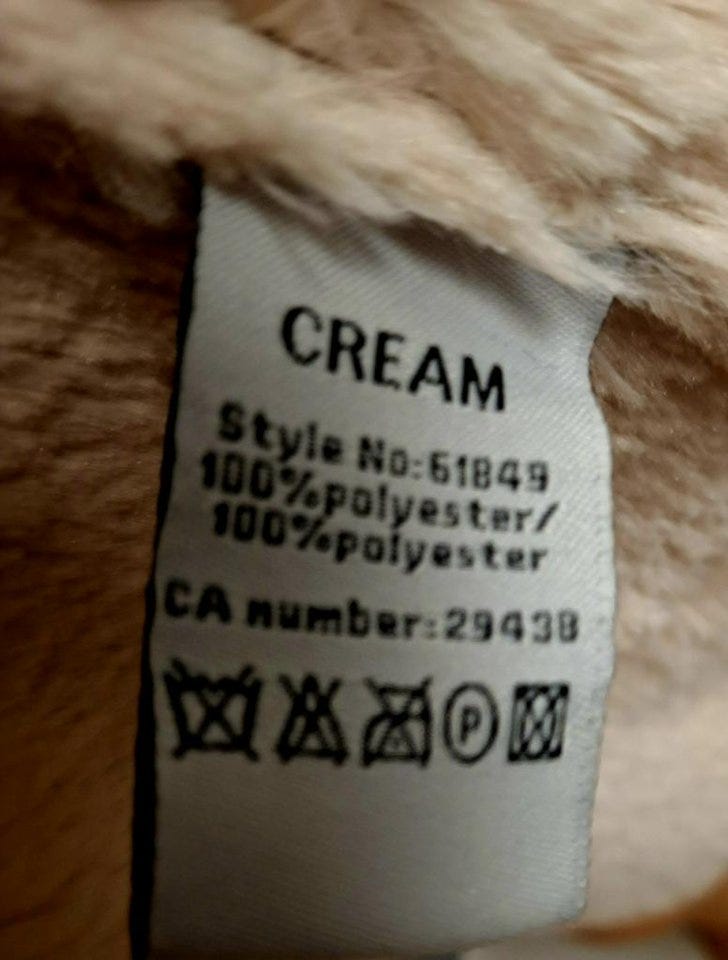 CREAM
Style No:61849
100%polyester/
100%polyester
CA number:29438
P